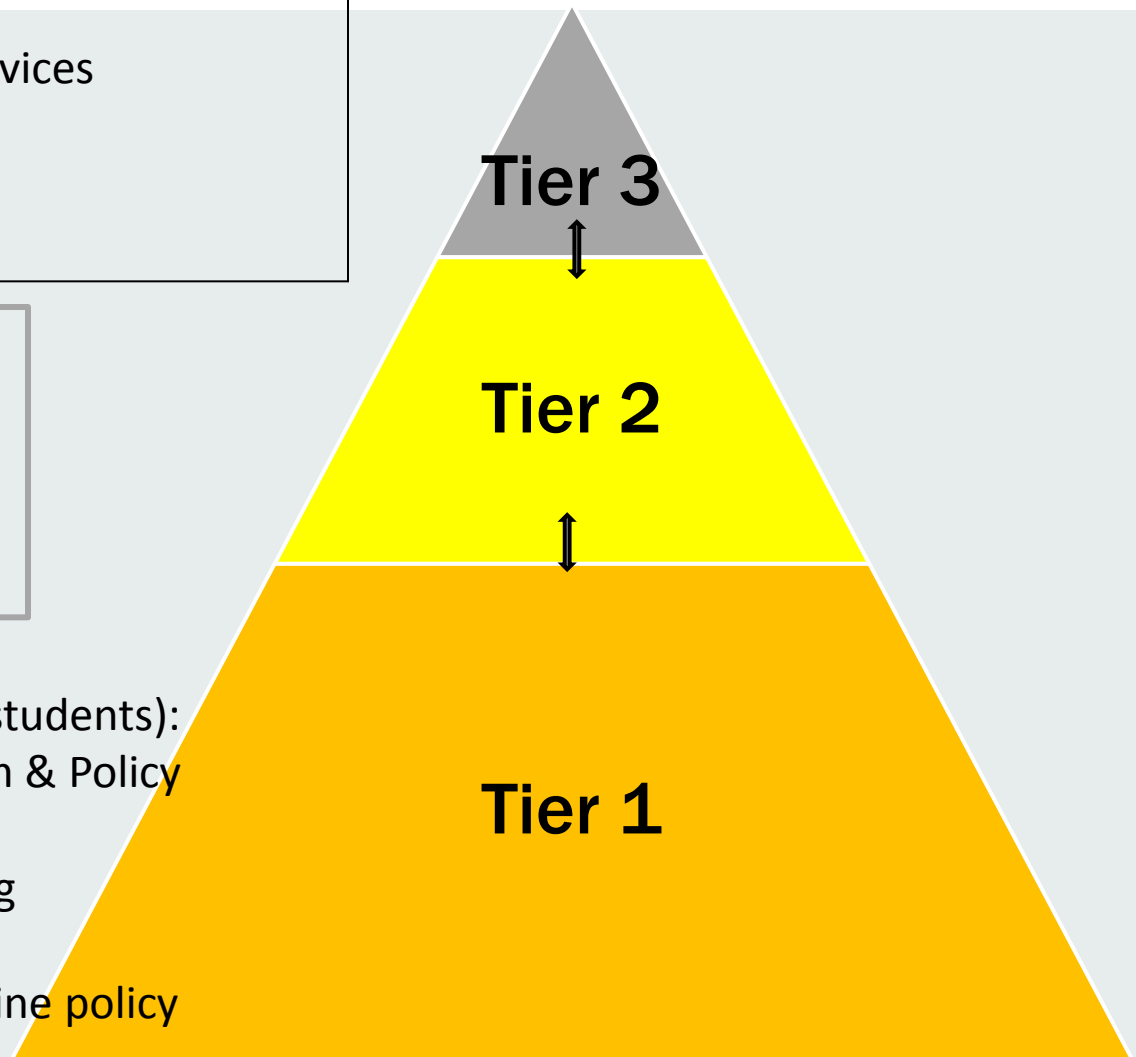 vices
Tier 3
Tier 2
students):
n & Policy
Tier 1
g
ine policy